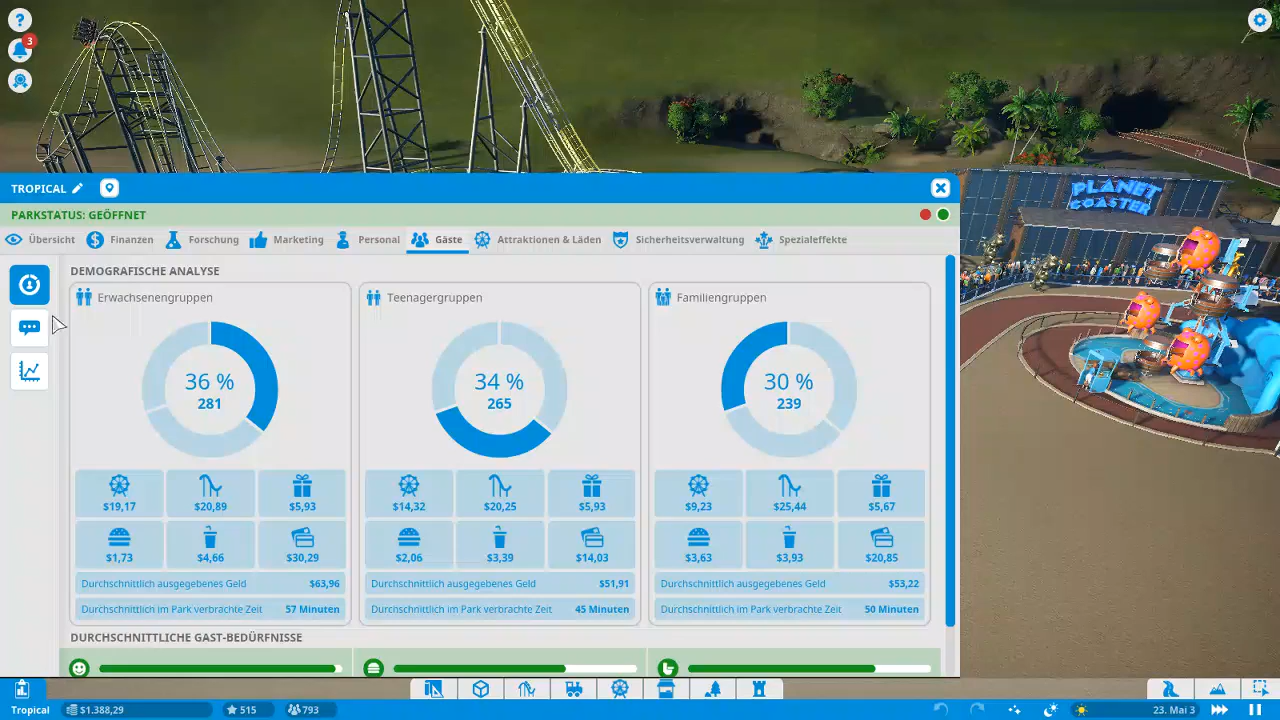 ?
3
PLANET
COASTER
TROPICAL
PARKSTATUS: GEÖFFNET
Übersicht Finanzen Forschung Marketing Personal Gäste Attraktionen & Läden Sicherheitsverwaltung Spezialeffekte
DEMOGRAFISCHE ANALYSE
Erwachsenengruppen
36 %
281
$19,17 $20,89 $5,93
$1,73 $4,66 $30,29
Durchschnittlich ausgegebenes Geld $63,96
Durchschnittlich im Park verbrachte Zeit 57 Minuten
Teenagergruppen
34 %
265
$14,32 $20,25 $5,93
$2,06 $3,39 $14,03
Durchschnittlich ausgegebenes Geld $51,91
Durchschnittlich im Park verbrachte Zeit 45 Minuten
Familiengruppen
30 %
239
$9,23 $25,44 $5,67
$3,63 $3,93 $20,85
Durchschnittlich ausgegebenes Geld $53,22
Durchschnittlich im Park verbrachte Zeit 50 Minuten
DURCHSCHNITTLICHE GAST-BEDÜRFNISSE
Tropical $1.388,29 515 793 23. Mai 3